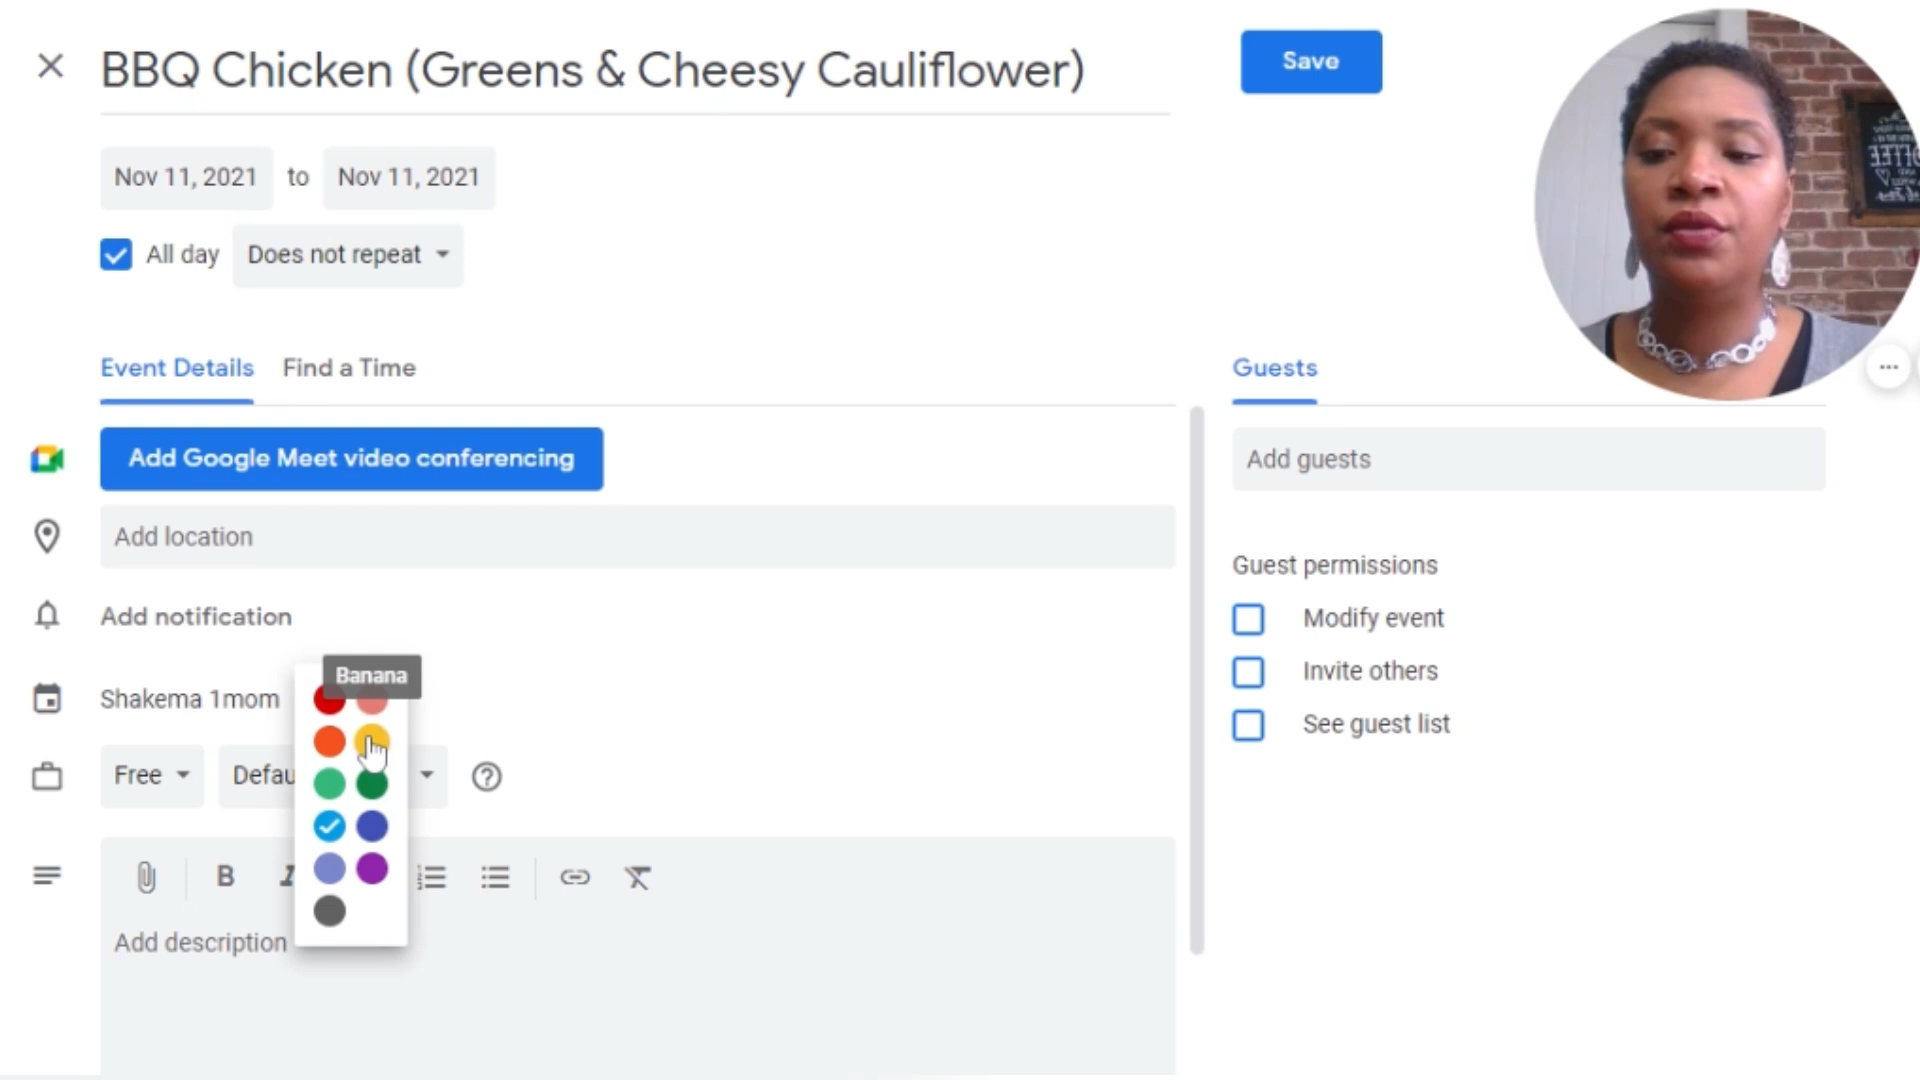 BBQ Chicken (Greens & Cheesy Cauliflower)
Save
Nov 11, 2021 to Nov 11, 2021
All day Does not repeat
Event Details Find a Time
Guests
Add Google Meet video conferencing
Add guests
Add location
Guest permissions
Add notification
Modify event
Banana
Invite others
Shakema 1mom
See guest list
Free Defau
B I
Add description